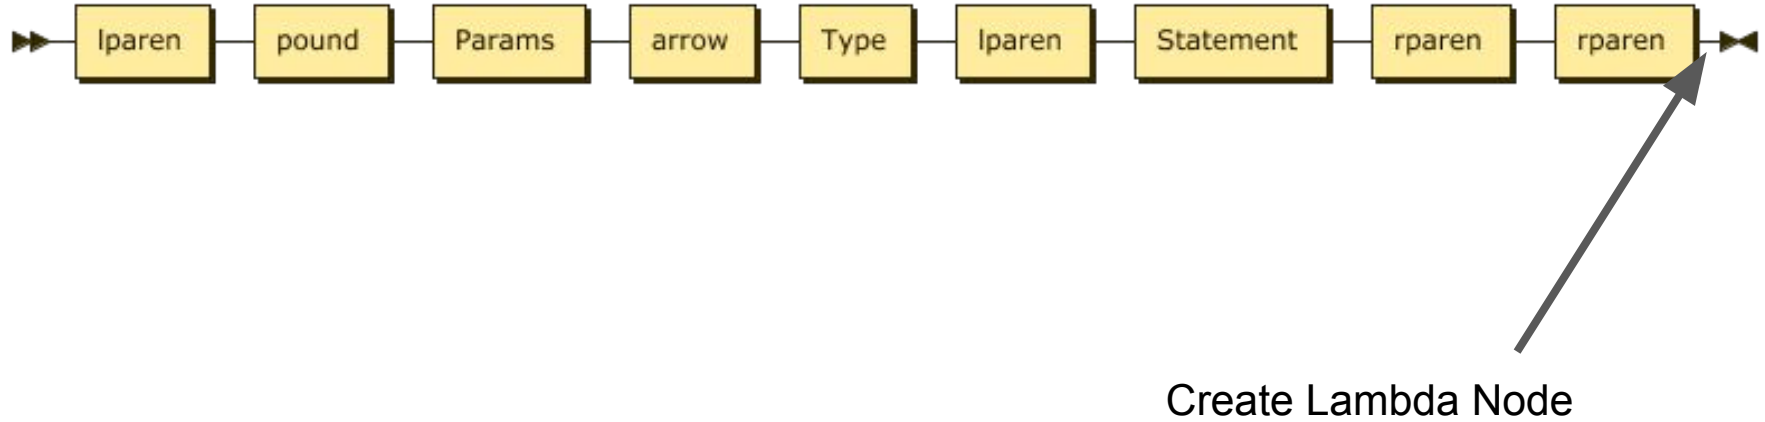 lparen pound Params arrow Type lparen Statement rparen rparen
Create Lambda Node